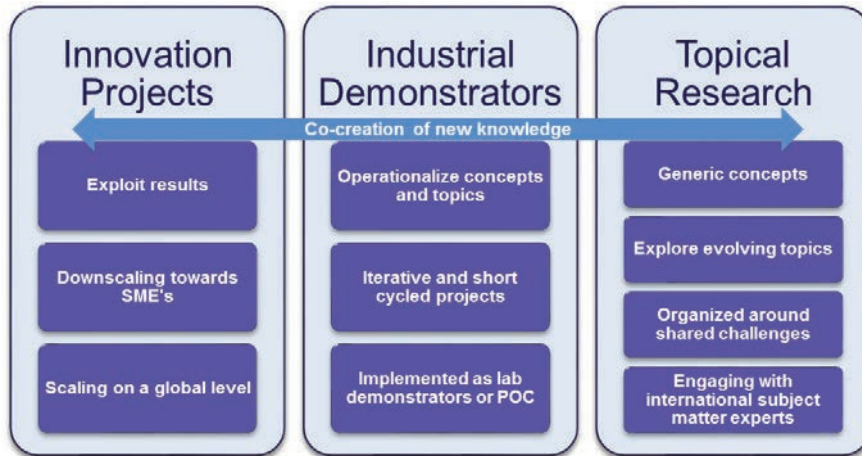 Innovation
Projects
Industrial
Demonstrators
Topical
Research
Co-creation of new knowledge
Exploit results
Downscaling towards
SME's
Scaling on a global level
Operationalize concepts
and topics
Iterative and short
cycled projects
Implemented as lab
demonstrators or POC
Generic concepts
Explore evolving topics
Organized around
shared challenges
Engaging with
international subject
matter experts